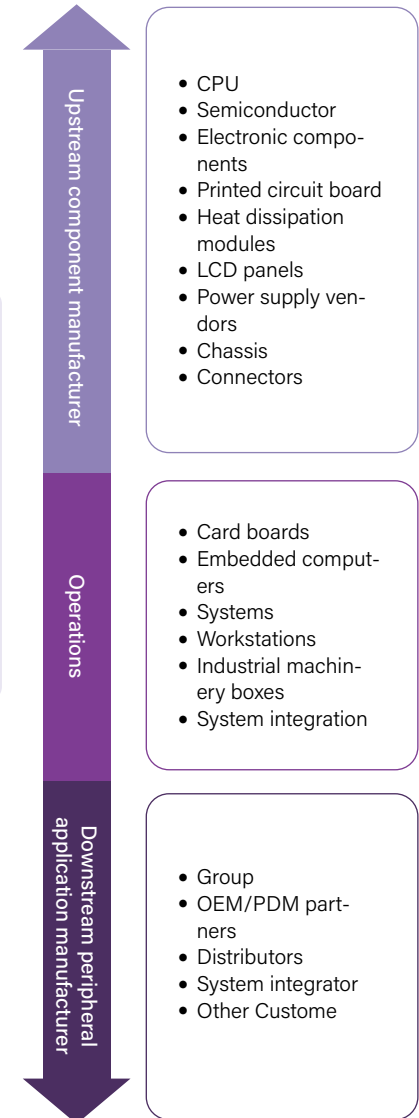 Upstream component manufacturer
• CPU
• Semiconductor
• Electronic compo-
nents
• Printed circuit board
• Heat dissipation
modules
• LCD panels
• Power supply ven-
dors
• Chassis
• Connectors
Operations
• Card boards
• Embedded comput-
ers
• Systems
• Workstations
• Industrial machin-
ery boxes
• System integration
Downstream peripheral
application manufacturer
• Group
• OEM/PDM part-
ners
• Distributors
• System integrator
• Other Custome